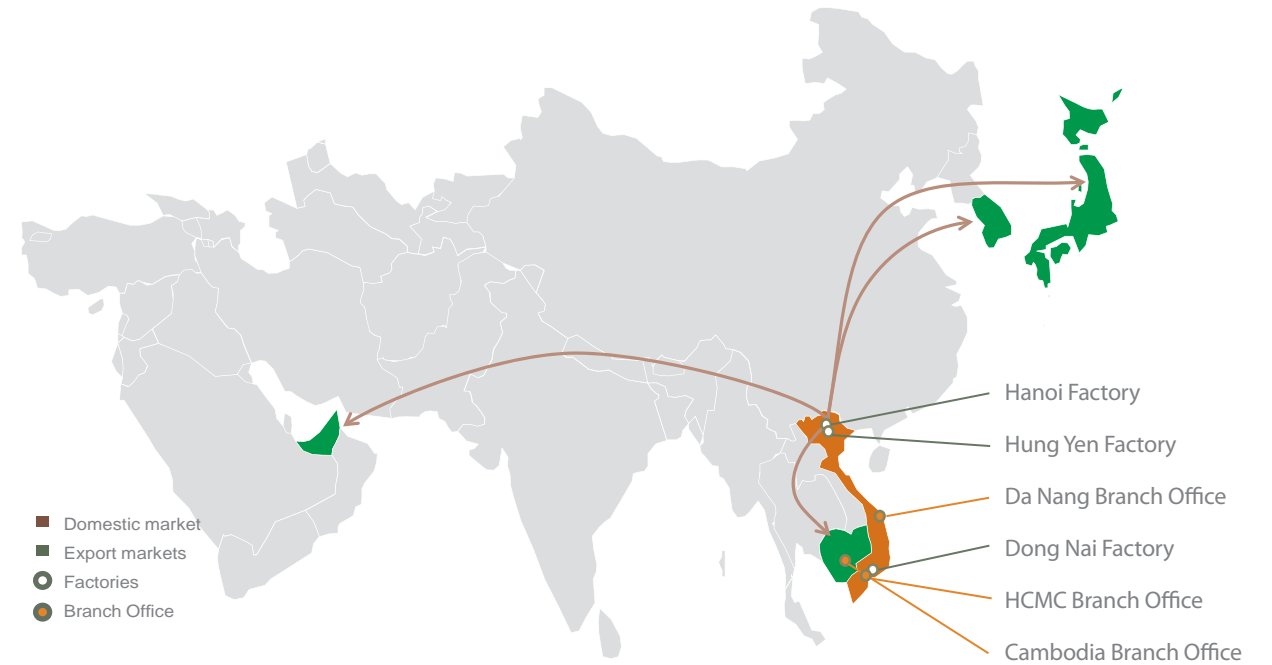 Hanoi Factory
Hung Yen Factory
Da Nang Branch Office
Dong Nai Factory
HCMC Branch Office
Cambodia Branch Office
Domestic market
Export markets
Factories
Branch Office